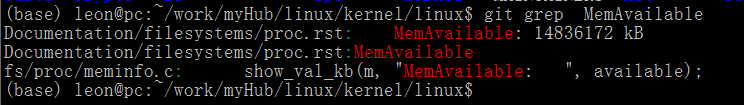 (base) leon@pc:~/work/myHub/linux/kernel/linux$ git grep  MemAvailable
Documentation/filesystems/proc.rst:    MemAvailable: 14836172 kB
Documentation/filesystems/proc.rst:MemAvailable
fs/proc/meminfo.c:      show_val_kb(m, "MemAvailable:   ", available);
(base) leon@pc:~/work/myHub/linux/kernel/linux$